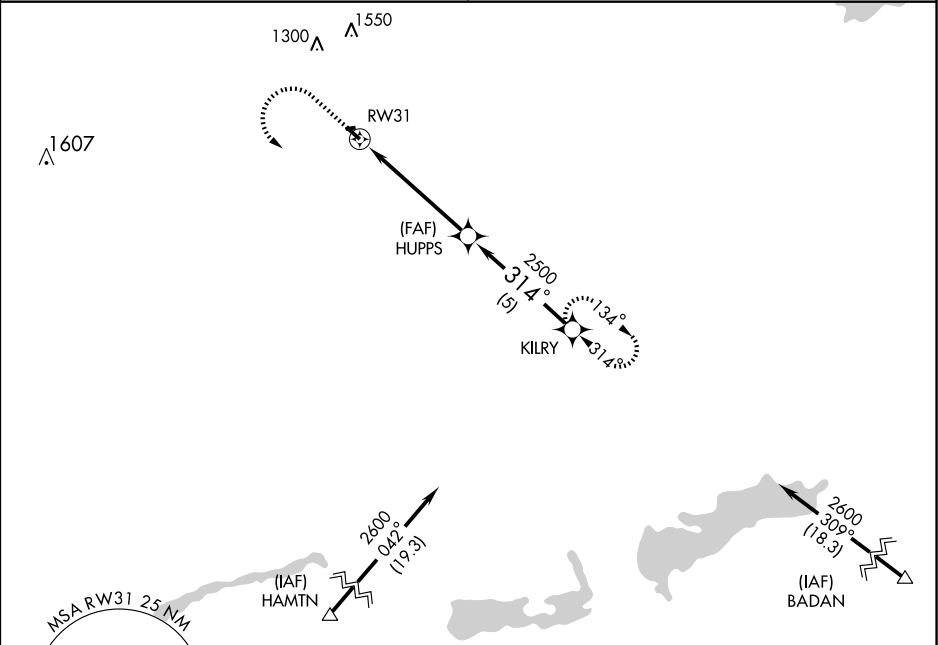 1550
1300
RW31
1607
(FAF)
HUPPS
2500
314°
(5)
134°
314°
KILRY
2600
042°
(19.3)
(IAF)
HAMTN
2600
309°
(18.3)
(IAF)
BADAN
MSA RW31 25 NM